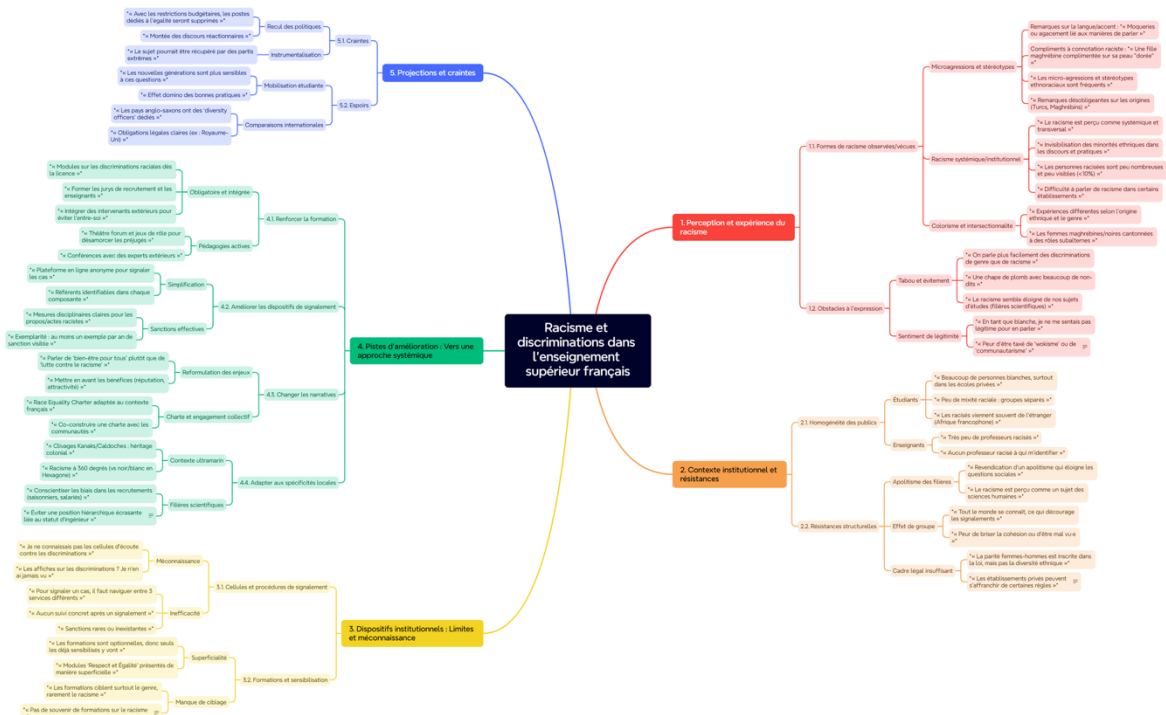 Racisme et
discriminations dans
l'enseignement
supérieur français
1. Perception et expérience du
racisme
1.1. Formes de racisme observées/vécues
Microagressions et stéréotypes
Remarques sur la langue/accent : "« Moqueries
ou agacement lié aux manières de parler »"
Compliments à connotation raciste : "« Une fille
maghrébine complimentée sur sa peau "dorée"
»"
"« Les micro-agressions et stéréotypes
ethnoraciaux sont fréquents »"
"« Remarques désobligeantes sur les origines
(Turcs, Maghrébins) »"
Racisme systémique/institutionnel
"« Le racisme est perçu comme systémique et
transversal »"
"« Invisibilisation des minorités ethniques dans
les discours et pratiques »"
"« Les personnes racisées sont peu nombreuses
et peu visibles (<10%) »"
"« Difficulté à parler de racisme dans certains
établissements »"
Colorisme et intersectionnalité
"« Expériences différentes selon l'origine
ethnique et le genre »"
"« Les femmes maghrébines/noires cantonnées
à des rôles subalternes »"
1.2. Obstacles à l'expression
Tabou et évitement
"« On parle plus facilement des discriminations
de genre que de racisme »"
"« Une chape de plomb avec beaucoup de non-
dits »"
"« Le racisme semble éloigné de nos sujets
d'études (filières scientifiques) »"
Sentiment de légitimité
"« En tant que blanche, je ne me sentais pas
légitime pour en parler »"
"« Peur d'être taxé de 'wokisme' ou de
'communautarisme' »"
2. Contexte institutionnel et
résistances
2.1. Homogénéité des publics
Étudiants
"« Beaucoup de personnes blanches, surtout
dans les écoles privées »"
"« Peu de mixité raciale : groupes séparés »"
"« Les racisés viennent souvent de l'étranger
(Afrique francophone) »"
Enseignants
"« Très peu de professeurs racisés »"
"« Aucun professeur racisé à qui m'identifier »"
2.2. Résistances structurelles
Apolitisme des filières
"« Revendication d'un apolitisme qui éloigne les
questions sociales »"
"« Le racisme est perçu comme un sujet des
sciences humaines »"
Effet de groupe
"« Tout le monde se connaît, ce qui décourage
les signalements »"
"« Peur de briser la cohésion ou d'être mal vu·e
»"
Cadre légal insuffisant
"« La parité femmes-hommes est inscrite dans
la loi, mais pas la diversité ethnique »"
"« Les établissements privés peuvent
s'affranchir de certaines règles »"
3. Dispositifs institutionnels : Limites
et méconnaissance
3.1. Cellules et procédures de signalement
Méconnaissance
"« Je ne connaissais pas les cellules d'écoute
contre les discriminations »"
"« Les affiches sur les discriminations ? Je n'en
ai jamais vu »"
Inefficacité
"« Pour signaler un cas, il faut naviguer entre 3
services différents »"
"« Aucun suivi concret après un signalement »"
"« Sanctions rares ou inexistantes »"
3.2. Formations et sensibilisation
Superficialité
"« Les formations sont optionnelles, donc seuls
les déjà sensibilisés y vont »"
"« Modules 'Respect et Égalité' présentés de
manière superficielle »"
Manque de ciblage
"« Les formations ciblent surtout le genre,
rarement le racisme »"
"« Pas de souvenir de formations sur le racisme
4. Pistes d'amélioration : Vers une
approche systémique
4.1. Renforcer la formation
Obligatoire et intégrée
"« Modules sur les discriminations raciales dès
la licence »"
"« Former les jurys de recrutement et les
enseignants »"
"« Intégrer des intervenants extérieurs pour
éviter l'entre-soi »"
Pédagogies actives
"« Théâtre forum et jeux de rôle pour
désamorcer les préjugés »"
"« Conférences avec des experts extérieurs »"
4.2. Améliorer les dispositifs de signalement
Simplification
"« Plateforme en ligne anonyme pour signaler
les cas »"
"« Référents identifiables dans chaque
composante »"
Sanctions effectives
"« Mesures disciplinaires claires pour les
propos/actes racistes »"
"« Exemplarité : au moins un exemple par an de
sanction visible »"
4.3. Changer les narratives
Reformulation des enjeux
"« Parler de 'bien-être pour tous' plutôt que de
'lutte contre le racisme' »"
"« Mettre en avant les bénéfices (réputation,
attractivité) »"
Charte et engagement collectif
"« Race Equality Charter adaptée au contexte
français »"
"« Co-construire une charte avec les
communautés »"
4.4. Adapter aux spécificités locales
Contexte ultramarin
"« Clivages Kanaks/Caldoches : héritage
colonial »"
"« Racisme à 360 degrés (vs noir/blanc en
Hexagone) »"
Filières scientifiques
"« Conscientiser les biais dans les recrutements
(saisonniers, salariés) »"
"« Éviter une position hiérarchique écrasante
liée au statut d'ingénieur »"
5. Projections et craintes
5.1. Craintes
Recul des politiques
"« Avec les restrictions budgétaires, les postes
dédiés à l'égalité seront supprimés »"
"« Montée des discours réactionnaires »"
Instrumentalisation
"« Le sujet pourrait être récupéré par des partis
extrêmes »"
5.2. Espoirs
Mobilisation étudiante
"« Les nouvelles générations sont plus sensibles
à ces questions »"
"« Effet domino des bonnes pratiques »"
Comparaisons internationales
"« Les pays anglo-saxons ont des 'diversity
officers' dédiés »"
"« Obligations légales claires (ex : Royaume-
Uni) »"